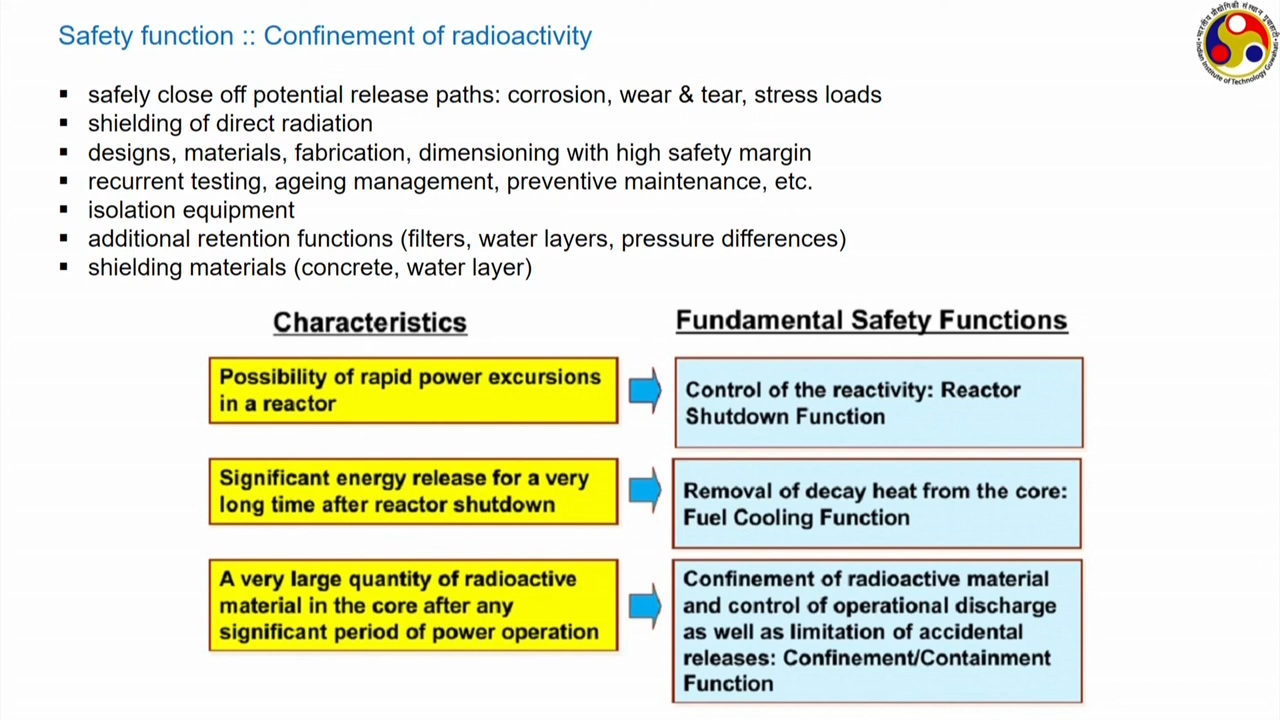 Safety function :: Confinement of radioactivity
▪ safely close off potential release paths: corrosion, wear & tear, stress loads
▪ shielding of direct radiation
▪ designs, materials, fabrication, dimensioning with high safety margin
▪ recurrent testing, ageing management, preventive maintenance, etc.
▪ isolation equipment
▪ additional retention functions (filters, water layers, pressure differences)
▪ shielding materials (concrete, water layer)
Characteristics
Fundamental Safety Functions
Possibility of rapid power excursions
in a reactor
Control of the reactivity: Reactor
Shutdown Function
Significant energy release for a very
long time after reactor shutdown
Removal of decay heat from the core:
Fuel Cooling Function
A very large quantity of radioactive
material in the core after any
significant period of power operation
Confinement of radioactive material
and control of operational discharge
as well as limitation of accidental
releases: Confinement/Containment
Function
Indian Institute of Technology Guwahati